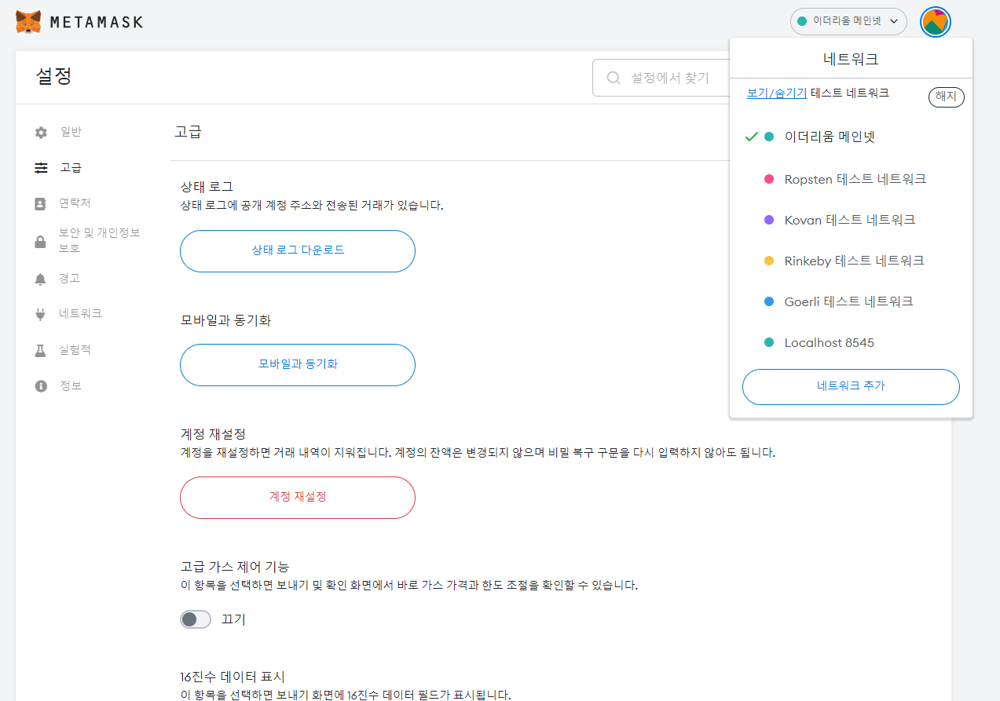 METAMASK
이더리움 메인넷
설정
설정에서 찾기
네트워크
보기/숨기기 테스트 네트워크
해지
이더리움 메인넷
Ropsten 테스트 네트워크
Kovan 테스트 네트워크
Rinkeby 테스트 네트워크
Goerli 테스트 네트워크
Localhost 8545
네트워크 추가
일반
고급
연락처
보안 및 개인정보
보호
경고
네트워크
실험적
정보
고급
상태 로그
상태 로그에 공개 계정 주소와 전송된 거래가 있습니다.
상태 로그 다운로드
모바일과 동기화
모바일과 동기화
계정 재설정
계정을 재설정하면 거래 내역이 지워집니다. 계정의 잔액은 변경되지 않으며 비밀 복구 구문을 다시 입력하지 않아도 됩니다.
계정 재설정
고급 가스 제어 기능
이 항목을 선택하면 보내기 및 확인 화면에서 바로 가스 가격과 한도 조절을 확인할 수 있습니다.
끄기
16진수 데이터 표시
이 항목을 선택하면 보내기 화면에 16진수 데이터 필드가 표시됩니다.